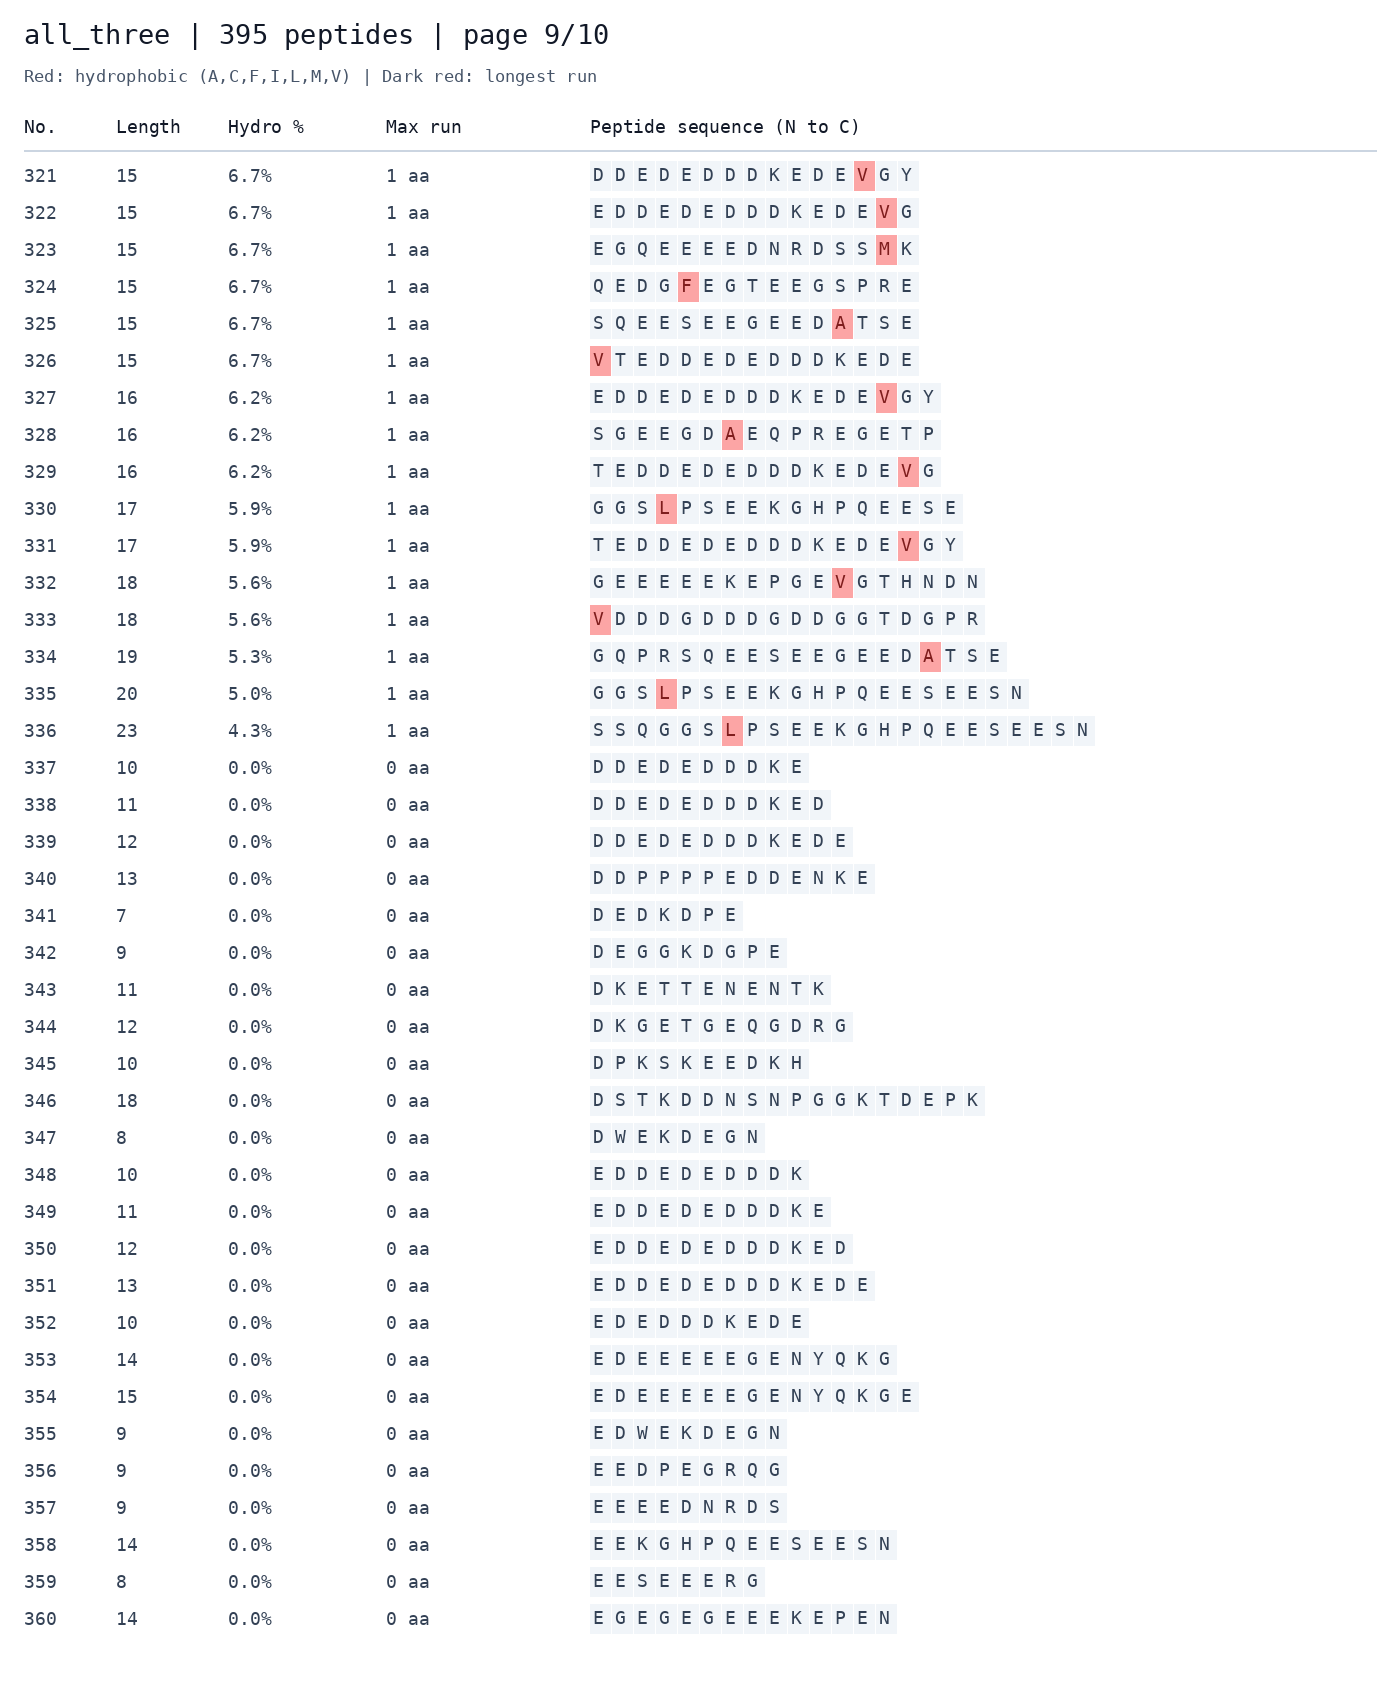 all_three | 395 peptides | page 9/10
Red: hydrophobic (A,C,F,I,L,M,V) | Dark red: longest run
No. Length Hydro % Max run Peptide sequence (N to C)
321 15 6.7% 1 aa D D E D E D D D K E D E V G Y
322 15 6.7% 1 aa E D D E D E D D D K E D E V G
323 15 6.7% 1 aa E G Q E E E E D N R D S S M K
324 15 6.7% 1 aa Q E D G F E G T E E G S P R E
325 15 6.7% 1 aa S Q E E S E E G E E D A T S E
326 15 6.7% 1 aa V T E D D E D E D D D K E D E
327 16 6.2% 1 aa E D D E D E D D D K E D E V G Y
328 16 6.2% 1 aa S G E E G D A E Q P R E G E T P
329 16 6.2% 1 aa T E D D E D E D D D K E D E V G
330 17 5.9% 1 aa G G S L P S E E K G H P Q E E S E
331 17 5.9% 1 aa T E D D E D E D D D K E D E V G Y
332 18 5.6% 1 aa G E E E E E K E P G E V G T H N D N
333 18 5.6% 1 aa V D D D G D D D G D D G G T D G P R
334 19 5.3% 1 aa G Q P R S Q E E S E E G E E D A T S E
335 20 5.0% 1 aa G G S L P S E E K G H P Q E E S E E S N
336 23 4.3% 1 aa S S Q G G S L P S E E K G H P Q E E S E E S N
337 10 0.0% 0 aa D D E D E D D D K E
338 11 0.0% 0 aa D D E D E D D D K E D
339 12 0.0% 0 aa D D E D E D D D K E D E
340 13 0.0% 0 aa D D P P P P E D D E N K E
341 7 0.0% 0 aa D E D K D P E
342 9 0.0% 0 aa D E G G K D G P E
343 11 0.0% 0 aa D K E T T E N E N T K
344 12 0.0% 0 aa D K G E T G E Q G D R G
345 10 0.0% 0 aa D P K S K E E D K H
346 18 0.0% 0 aa D S T K D D N S N P G G K T D E P K
347 8 0.0% 0 aa D W E K D E G N
348 10 0.0% 0 aa E D D E D E D D D K
349 11 0.0% 0 aa E D D E D E D D D K E
350 12 0.0% 0 aa E D D E D E D D D K E D
351 13 0.0% 0 aa E D D E D E D D D K E D E
352 10 0.0% 0 aa E D E D D D K E D E
353 14 0.0% 0 aa E D E E E E E G E N Y Q K G
354 15 0.0% 0 aa E D E E E E E G E N Y Q K G E
355 9 0.0% 0 aa E D W E K D E G N
356 9 0.0% 0 aa E E D P E G R Q G
357 9 0.0% 0 aa E E E E D N R D S
358 14 0.0% 0 aa E E K G H P Q E E S E E S N
359 8 0.0% 0 aa E E S E E E R G
360 14 0.0% 0 aa E G E G E G E E E K E P E N